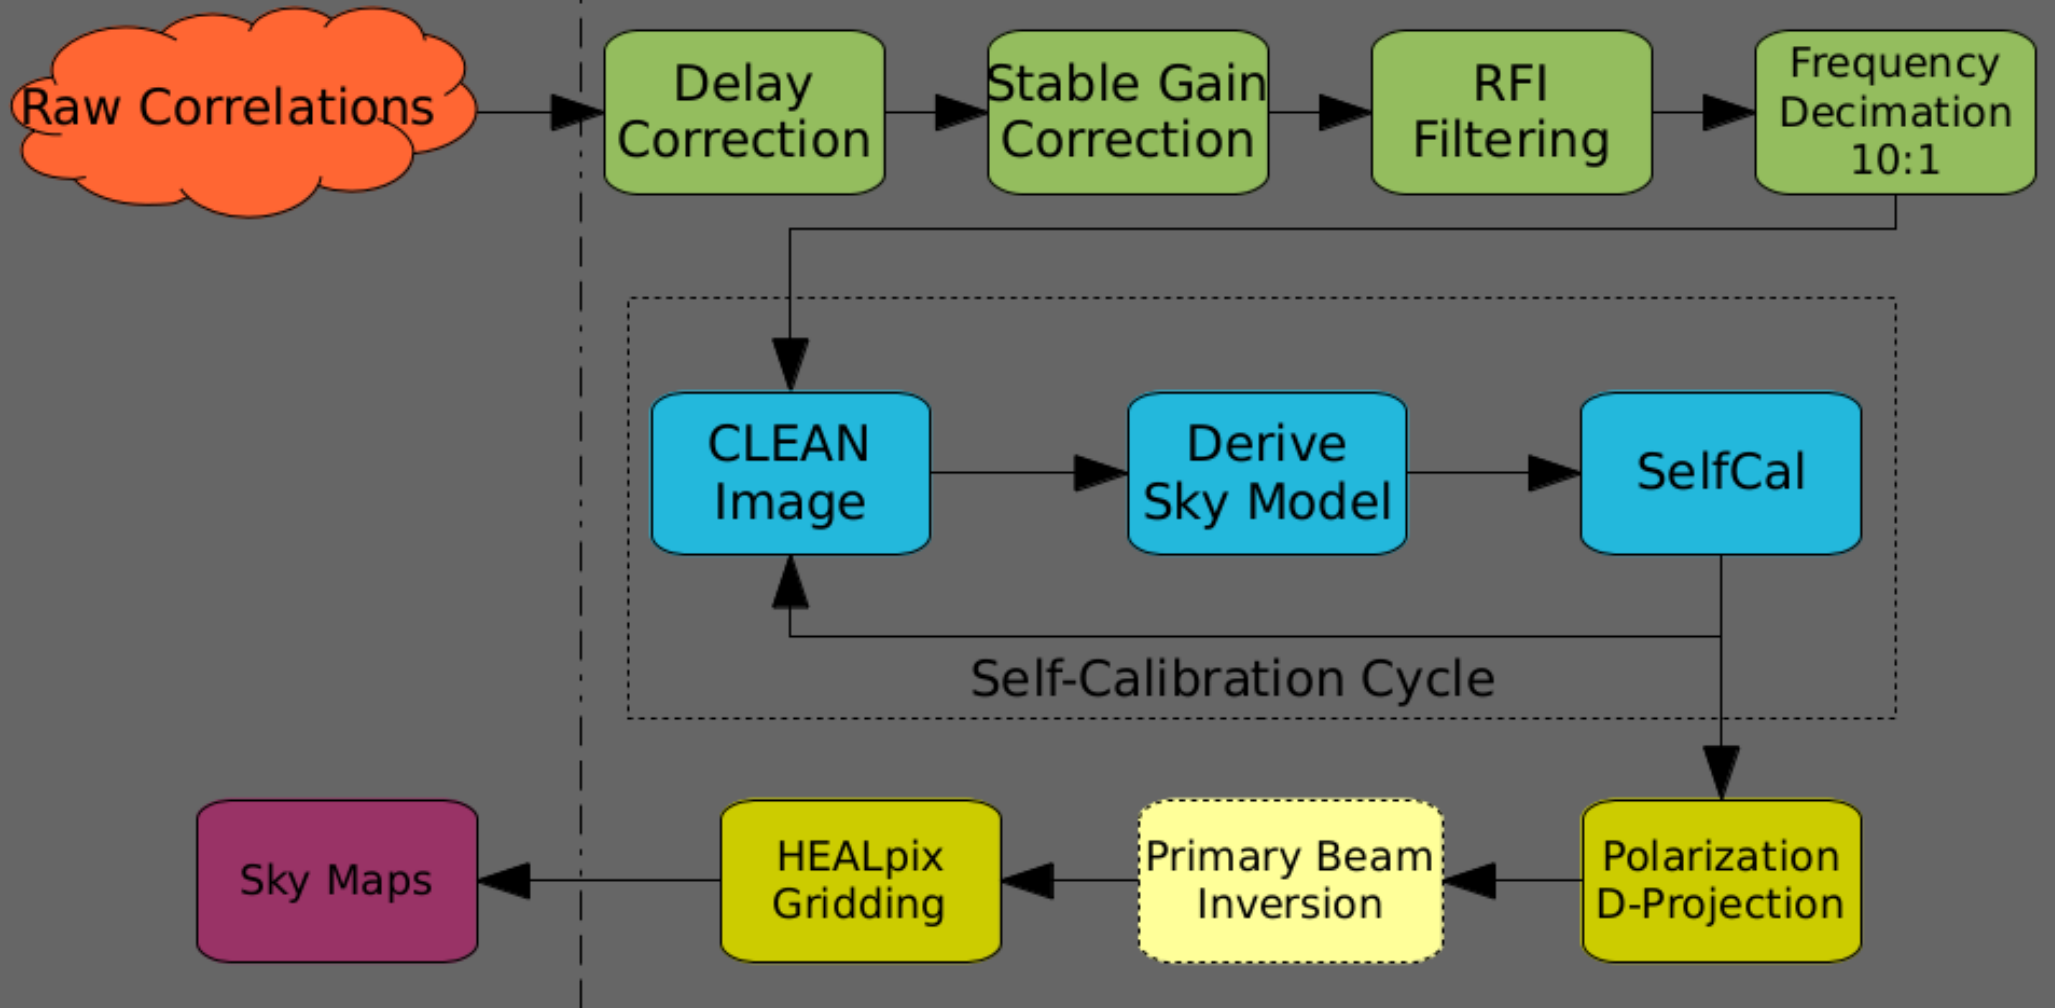 Raw Correlations
Delay
Correction
Stable Gain
Correction
RFI
Filtering
Frequency
Decimation
10:1
CLEAN
Image
Derive
Sky Model
SelfCal
Self-Calibration Cycle
Sky Maps
HEALpix
Gridding
Primary Beam
Inversion
Polarization
D-Projection